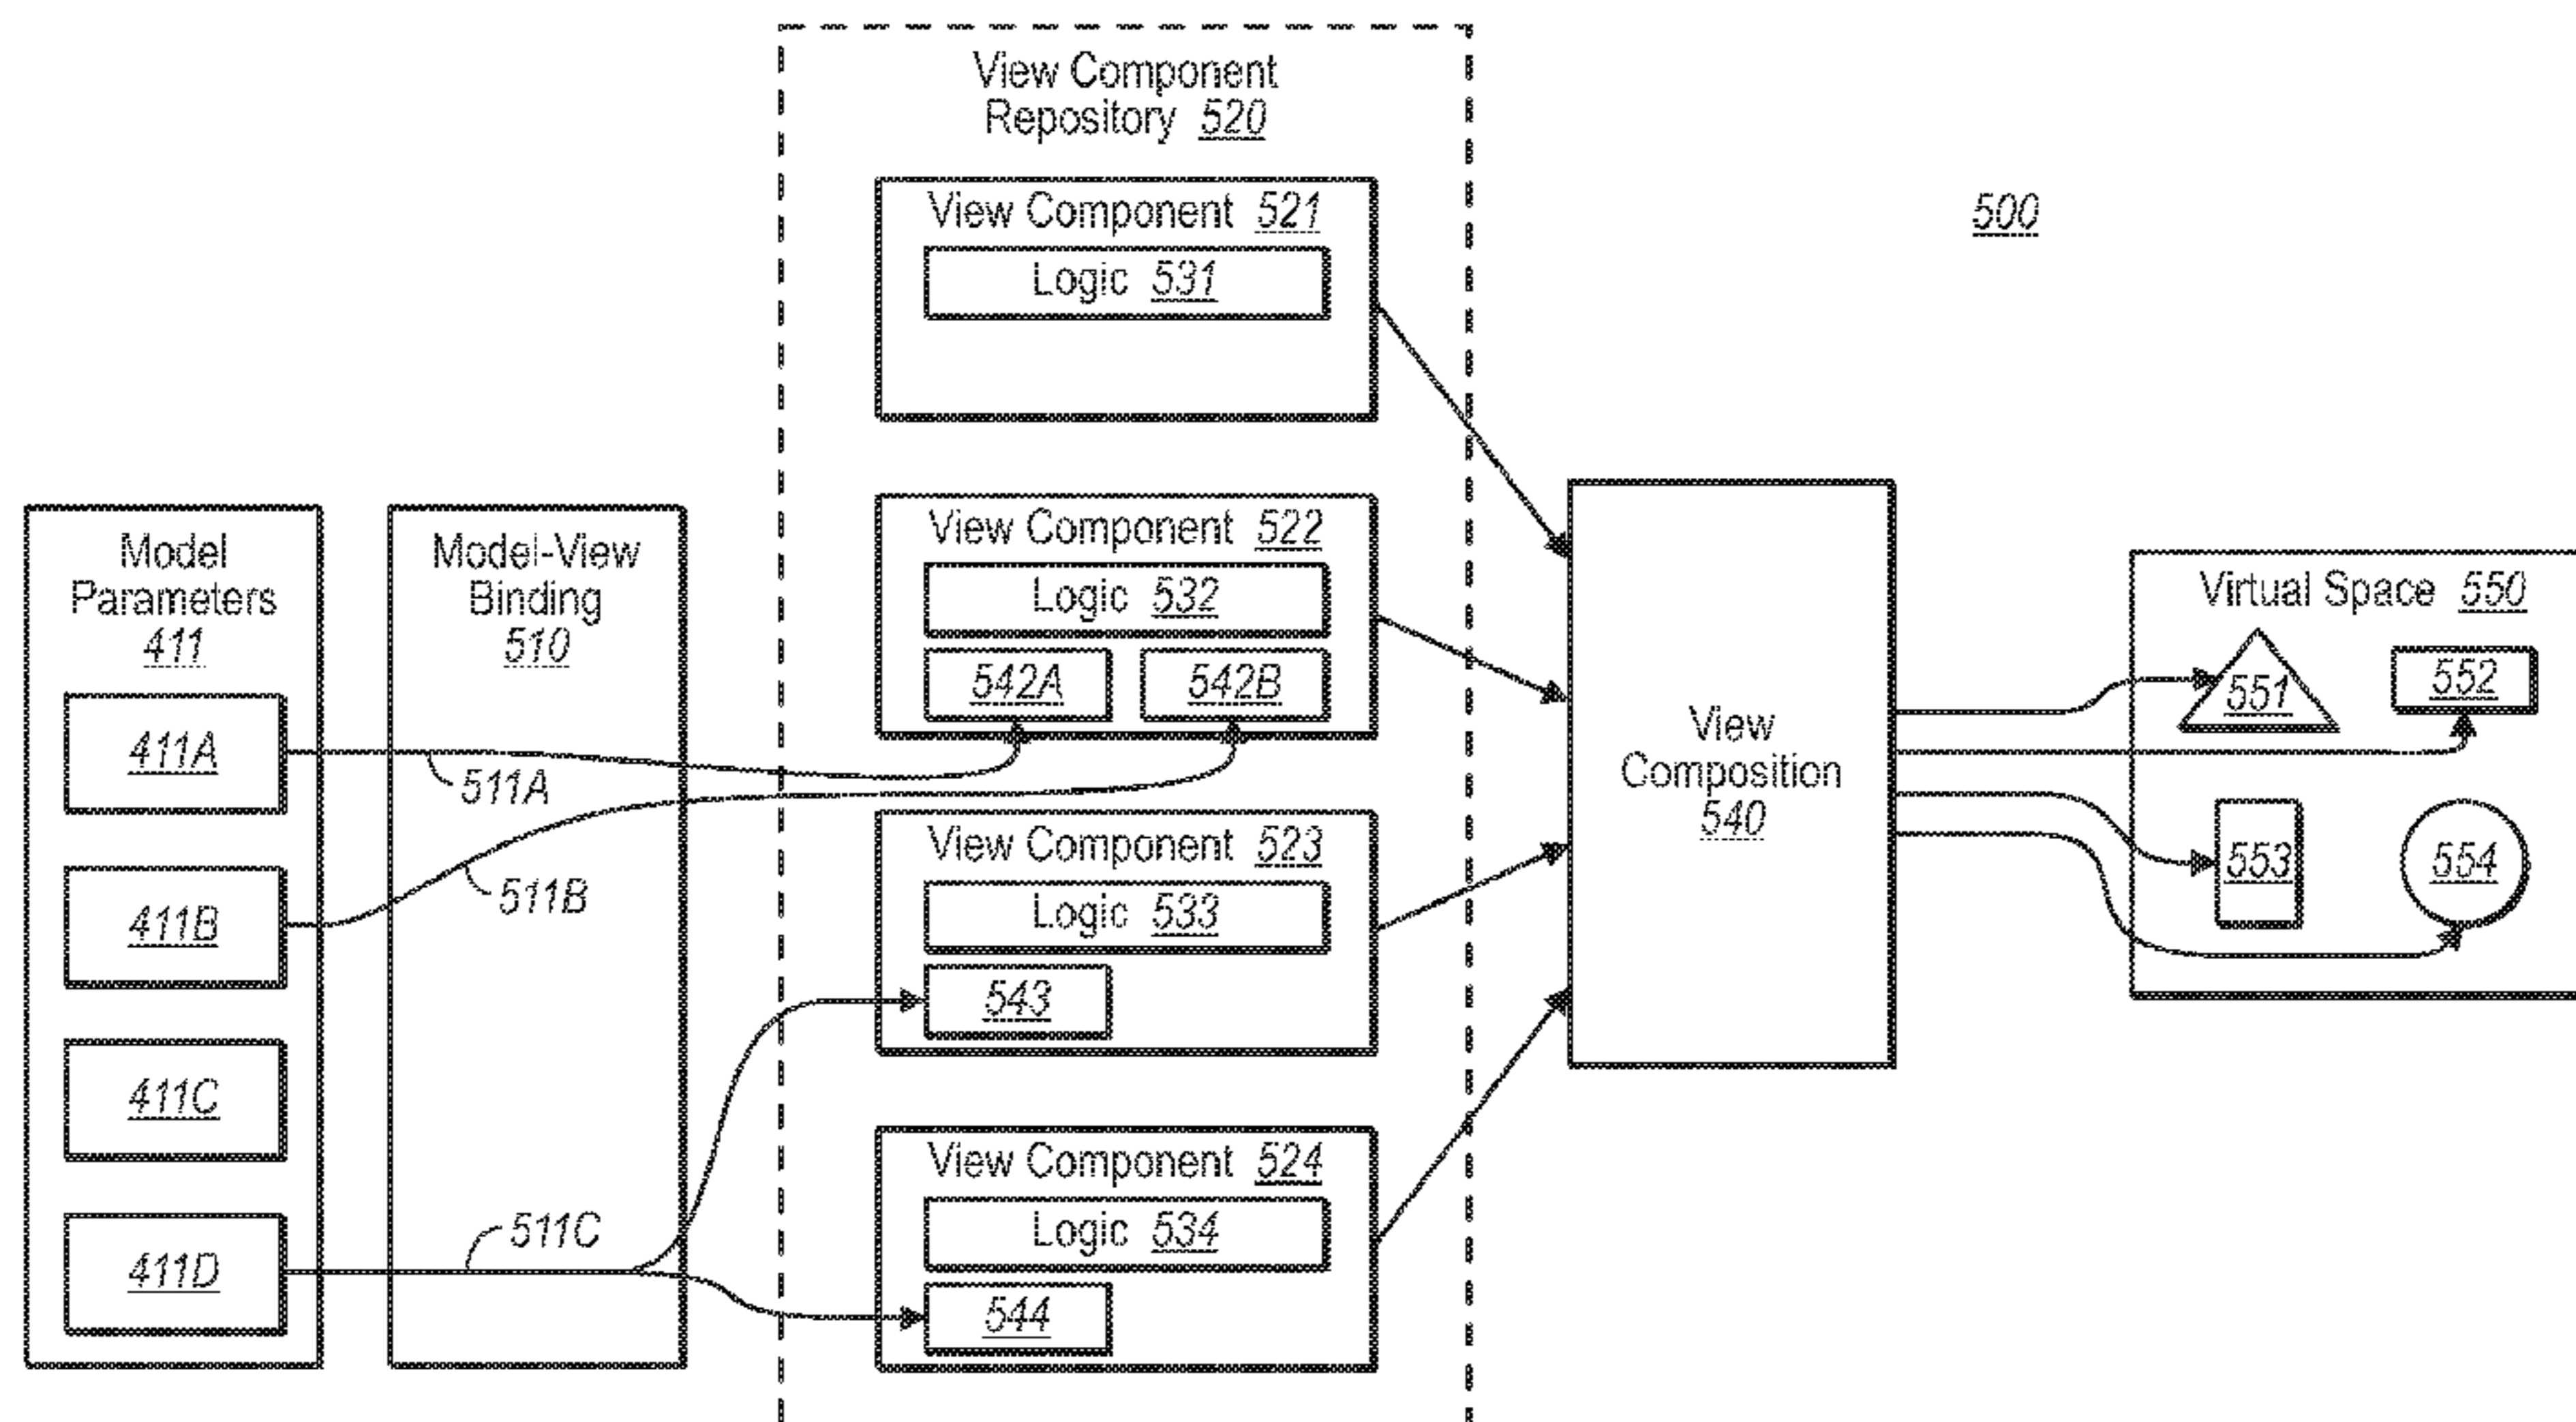 View Component
Repository 520
View Component 521
Logic 531
500
Model
Parameters
411
411A
411B
411C
411D
Model-View
Binding
510
511A
511B
511C
View Component 522
Logic 532
542A 542B
View Component 523
Logic 533
543
View Component 524
Logic 534
544
View
Composition
540
Virtual Space 550
551 552
553 554